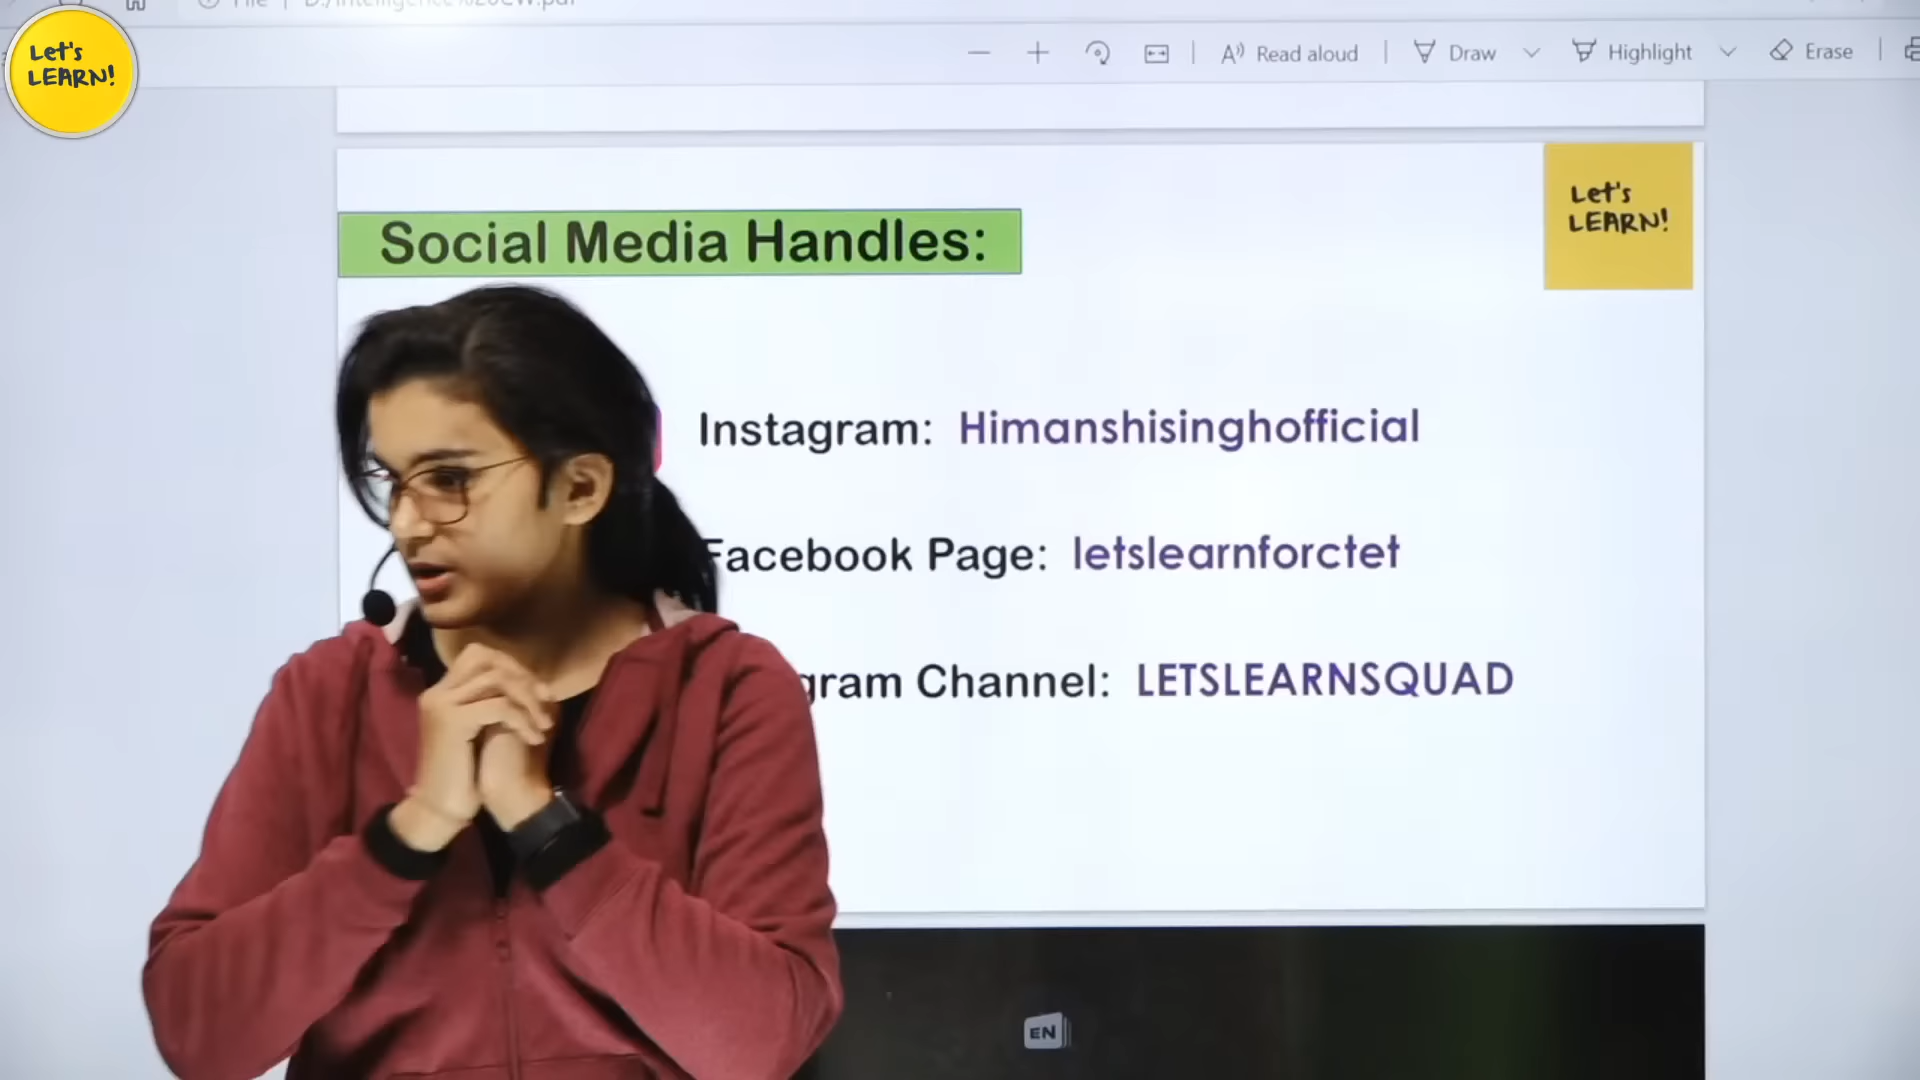 Let's
LEARN!
Read aloud
Draw
Highlight
Erase
Let's
LEARN!
Social Media Handles:
Instagram: Himanshisinghofficial
Facebook Page: letslearnforctet
gram Channel: LETSLEARNSQUAD
EN